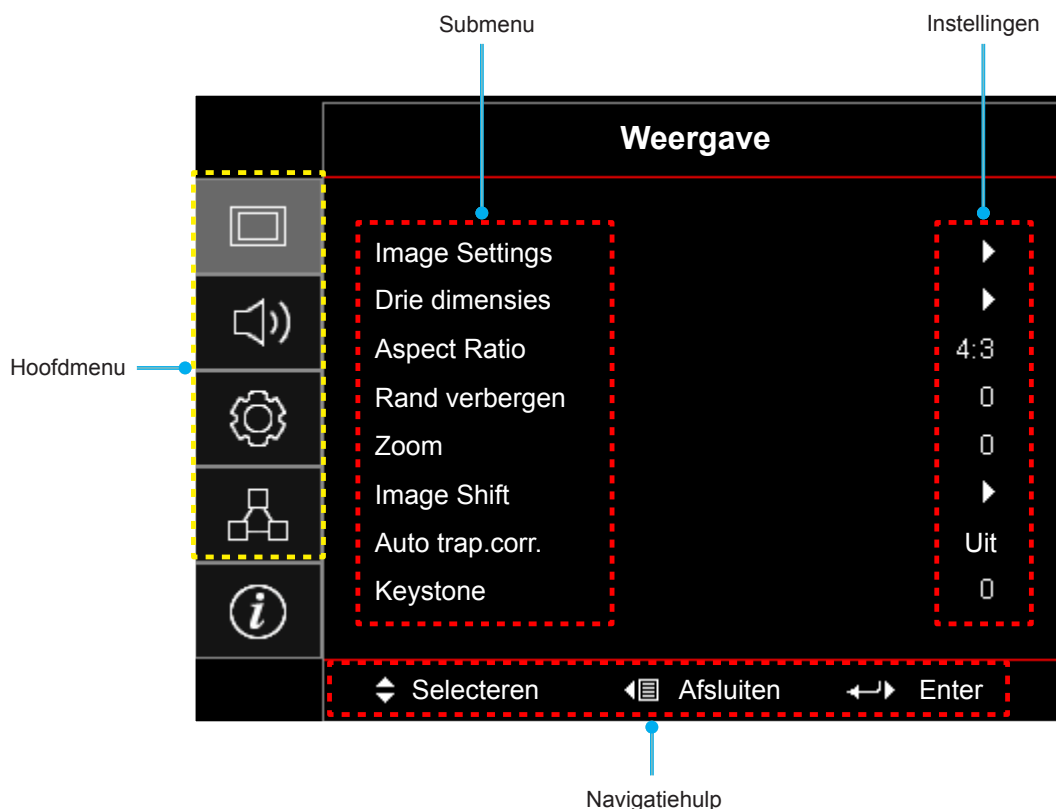 Submenu
Instellingen
Weergave
Hoofdmenu
Image Settings
Drie dimensies
Aspect Ratio 4:3
Rand verbergen 0
Zoom 0
Image Shift
Auto trap.corr. Uit
Keystone 0
Selecteren Afsluiten Enter
Navigatiehulp